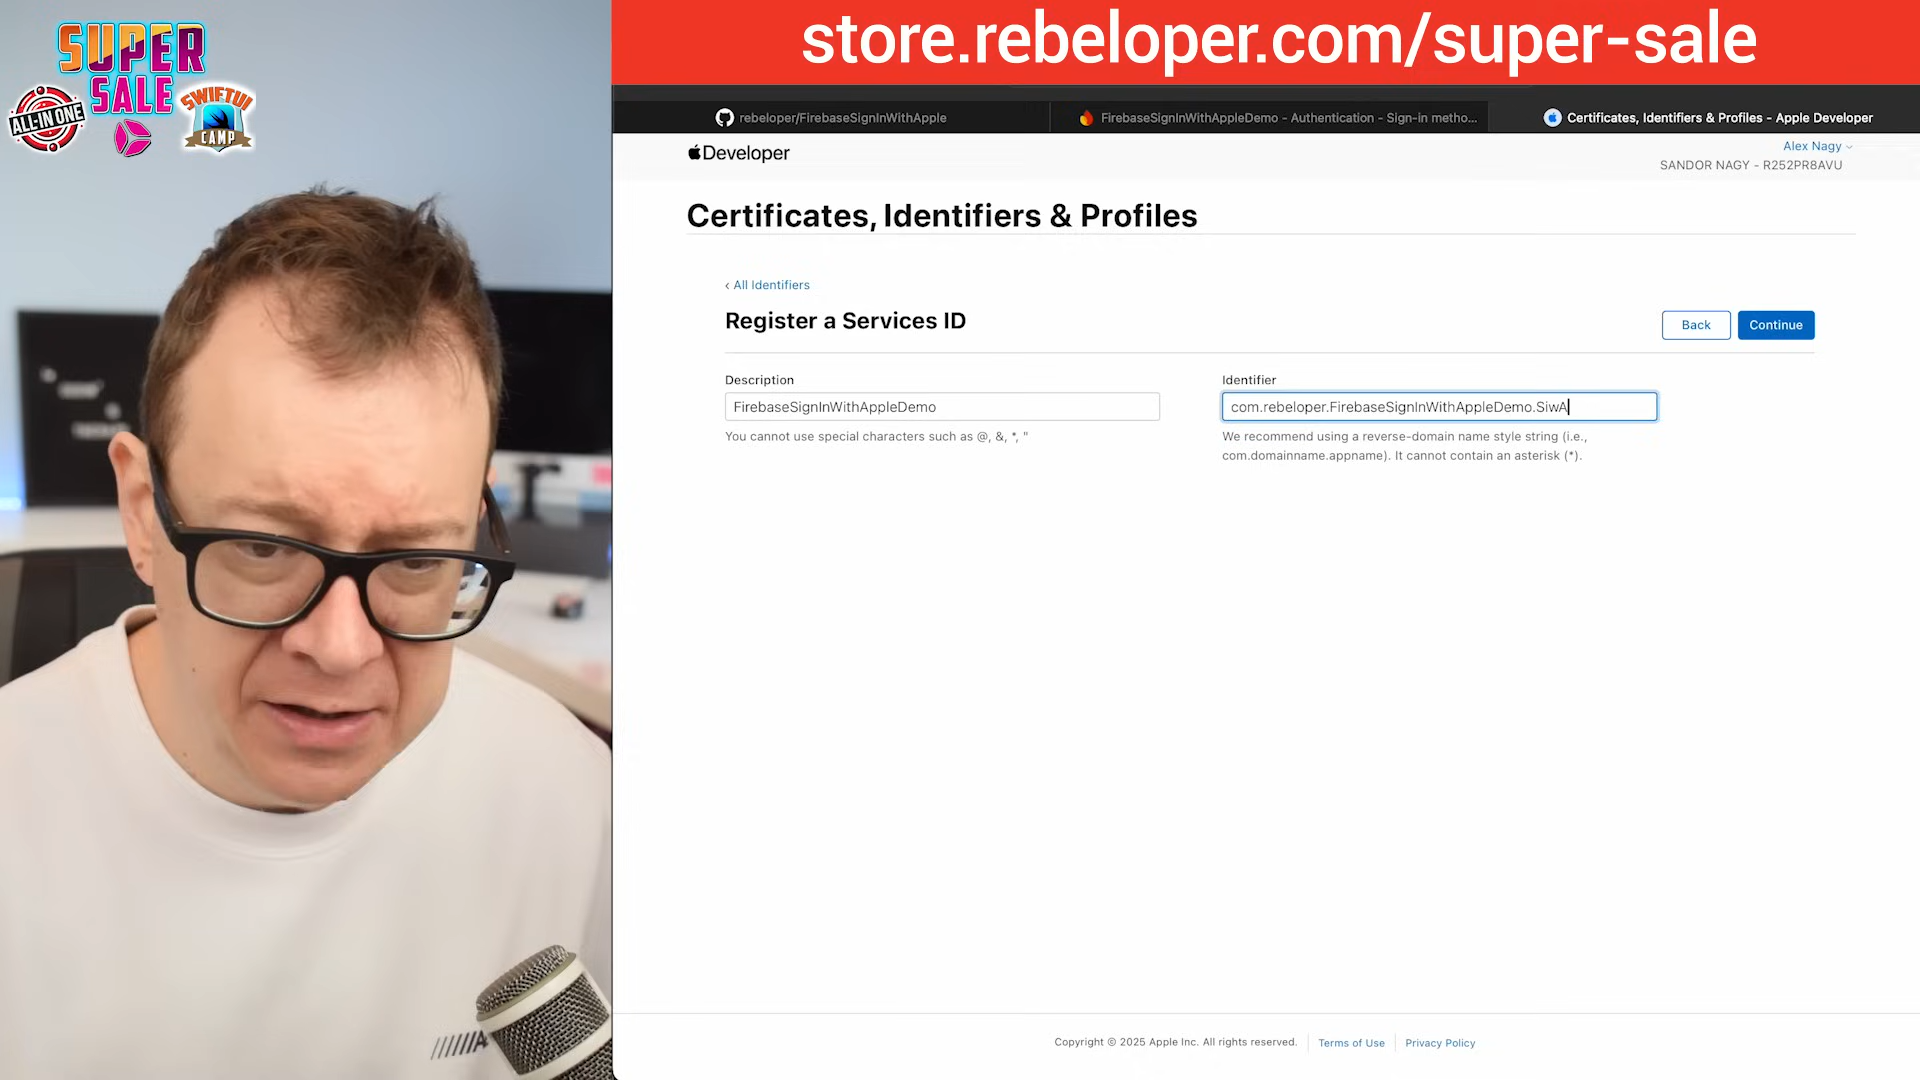 SUPER
SALE
ALL-IN-ONE
SWIFTUI
CAMP
store.rebeloper.com/super-sale
rebeloper/FirebaseSignInWithApple
FirebaseSignInWithAppleDemo - Authentication - Sign-in metho...
Certificates, Identifiers & Profiles - Apple Developer
Developer
Alex Nagy
SANDOR NAGY - R252PR8AVU
Certificates, Identifiers & Profiles
‹ All Identifiers
Register a Services ID
Back
Continue
Description
Identifier
FirebaseSignInWithAppleDemo
com.rebeloper.FirebaseSignInWithAppleDemo.SiwA
You cannot use special characters such as @, &, *, "
We recommend using a reverse-domain name style string (i.e.,
com.domainname.appname). It cannot contain an asterisk (*).
Copyright © 2025 Apple Inc. All rights reserved.
Terms of Use
Privacy Policy